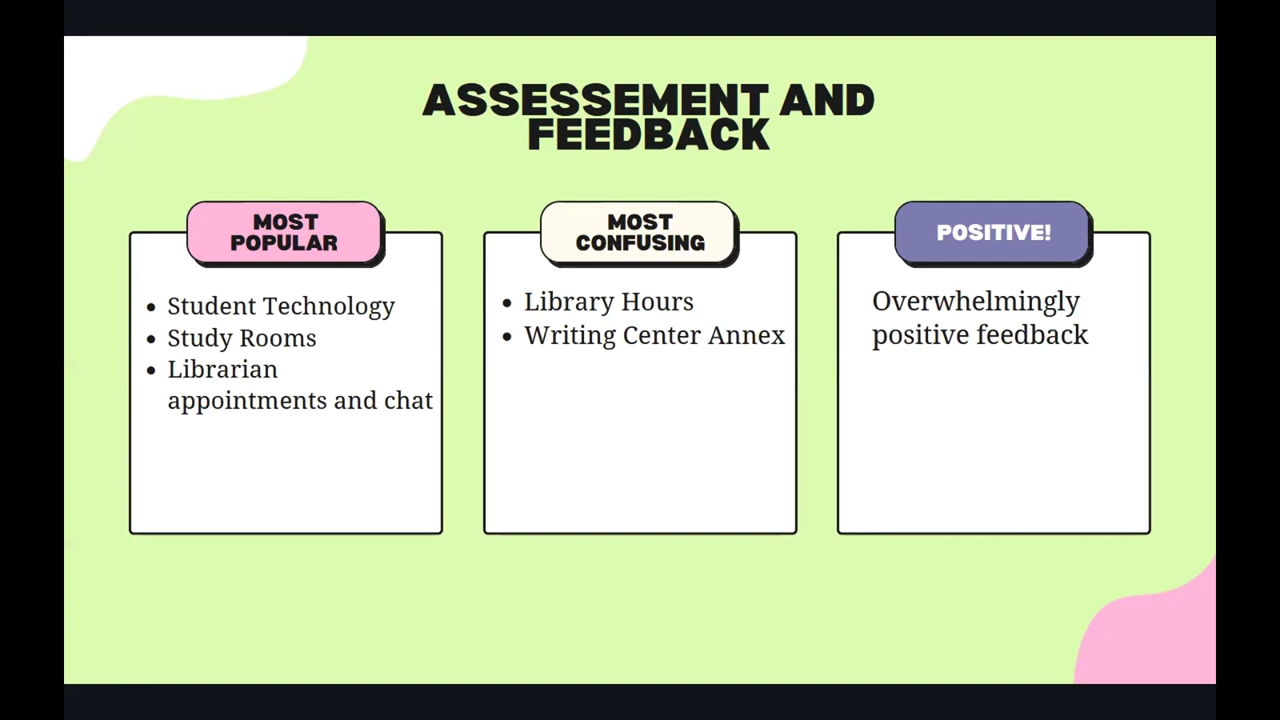 ASSESSEMENT AND
FEEDBACK
MOST
POPULAR
• Student Technology
• Study Rooms
• Librarian
appointments and chat
MOST
CONFUSING
• Library Hours
• Writing Center Annex
POSITIVE!
Overwhelmingly
positive feedback